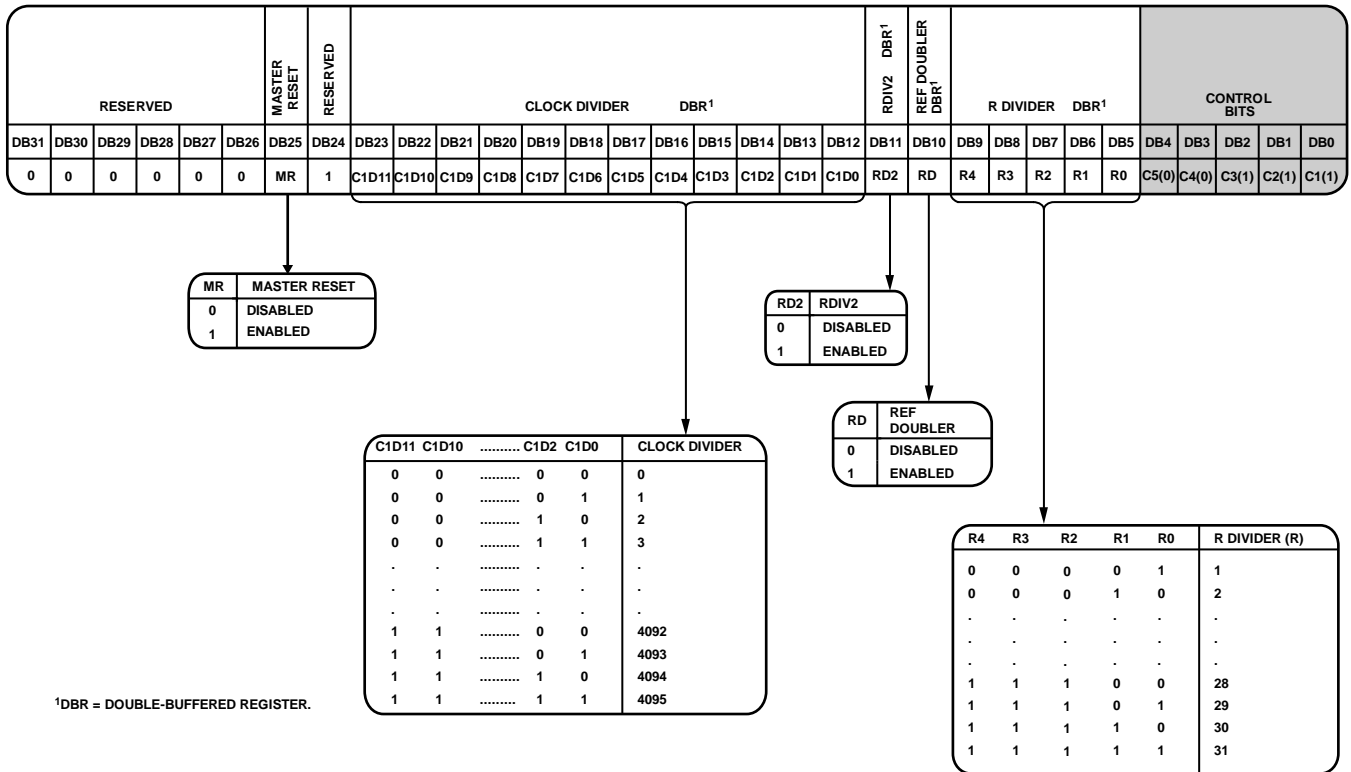 RESERVED
MASTER RESET
RESERVED
CLOCK DIVIDER DBR1
RDIV2 DBR1
REF DOUBLER DBR1
R DIVIDER DBR1
CONTROL BITS
DB31 DB30 DB29 DB28 DB27 DB26 DB25 DB24 DB23 DB22 DB21 DB20 DB19 DB18 DB17 DB16 DB15 DB14 DB13 DB12 DB11 DB10 DB9 DB8 DB7 DB6 DB5 DB4 DB3 DB2 DB1 DB0
0 0 0 0 0 0 MR 1 C1D11 C1D10 C1D9 C1D8 C1D7 C1D6 C1D5 C1D4 C1D3 C1D2 C1D1 C1D0 RD2 RD R4 R3 R2 R1 R0 C5(0) C4(0) C3(1) C2(1) C1(1)
MR MASTER RESET
0 DISABLED
1 ENABLED
RD2 RDIV2
0 DISABLED
1 ENABLED
RD REF DOUBLER
0 DISABLED
1 ENABLED
C1D11 C1D10 .......... C1D2 C1D0 CLOCK DIVIDER
0 0 .......... 0 0 0
0 0 .......... 0 1 1
0 0 .......... 1 0 2
0 0 .......... 1 1 3
. . .......... . . .
. . .......... . . .
. . .......... . . .
1 1 .......... 0 0 4092
1 1 .......... 0 1 4093
1 1 .......... 1 0 4094
1 1 ......... 1 1 4095
R4 R3 R2 R1 R0 R DIVIDER (R)
0 0 0 0 1 1
0 0 0 1 0 2
. . . . . .
. . . . . .
. . . . . .
1 1 1 0 0 28
1 1 1 0 1 29
1 1 1 1 0 30
1 1 1 1 1 31
1DBR = DOUBLE-BUFFERED REGISTER.